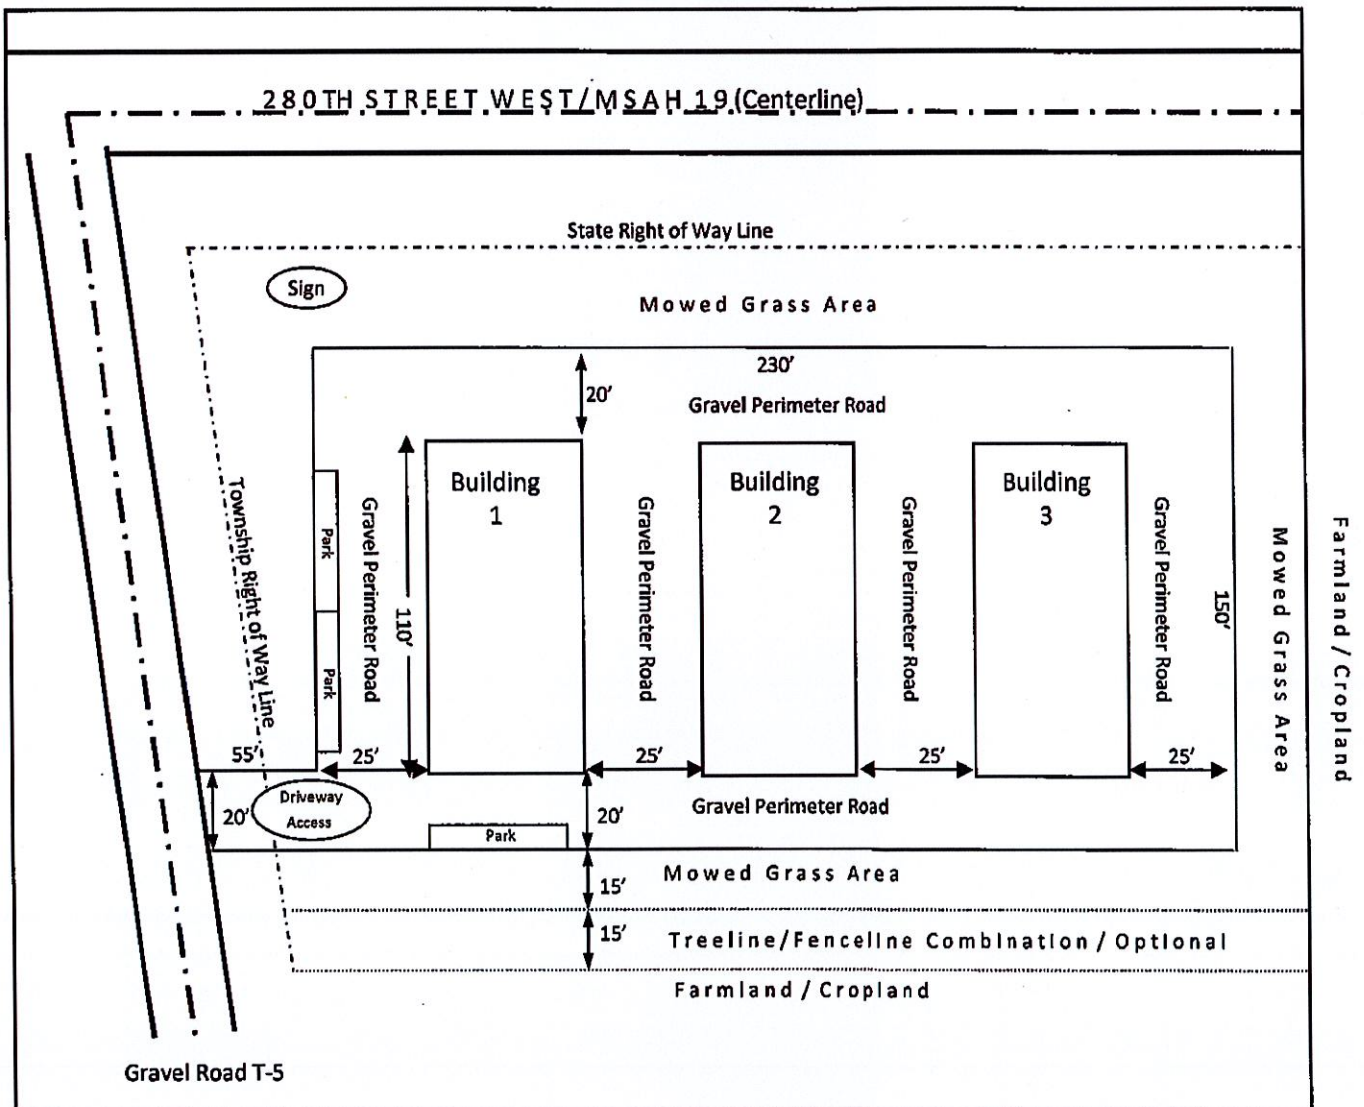 280TH STREET WEST/MSAH 19 (Centerline)
State Right of Way Line
Sign
Mowed Grass Area
230'
20'
Gravel Perimeter Road
Building
1
Building
2
Building
3
Township Right of Way Line
Park
Park
Gravel Perimeter Road
110'
Gravel Perimeter Road
Gravel Perimeter Road
Gravel Perimeter Road
150'
Mowed Grass Area
Farmland / Cropland
55'
25'
25'
25'
25'
20'
Driveway
Access
Park
20'
Gravel Perimeter Road
15'
Mowed Grass Area
15'
Treeline/Fenceline Combination / Optional
Farmland / Cropland
Gravel Road T-5